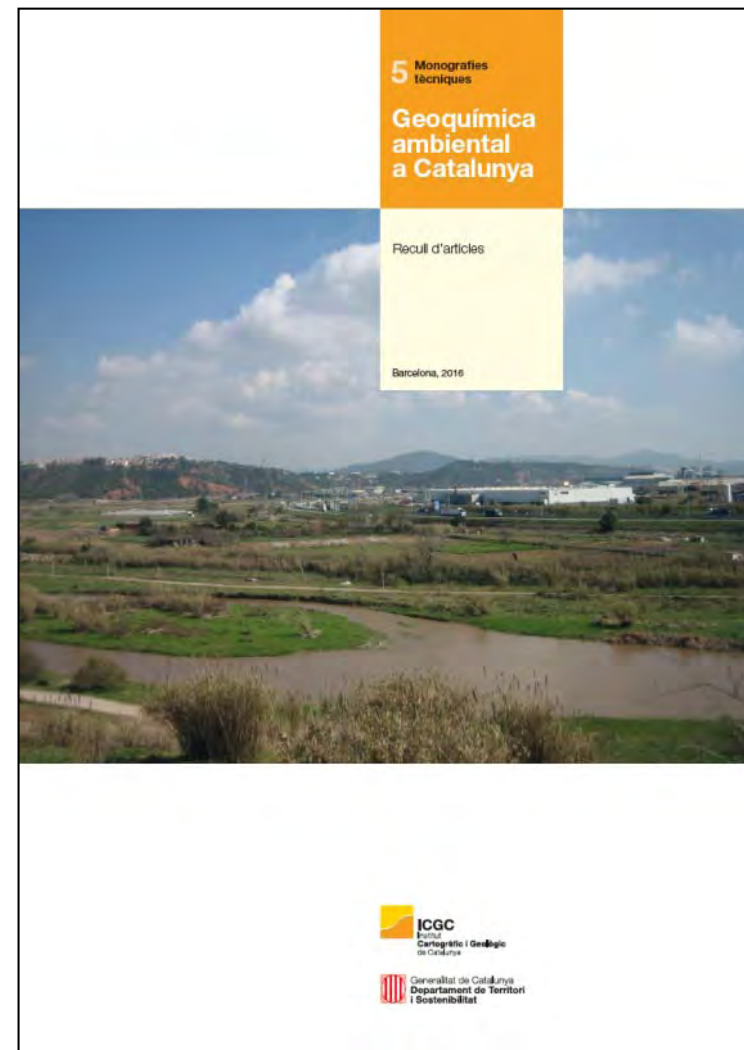 5 Monografies
tècniques
Geoquímica
ambiental
a Catalunya
Recull d'articles
Barcelona, 2016
ICGC
Institut
Cartogràfic i Geològic
de Catalunya
Generalitat de Catalunya
Departament de Territori
i Sostenibilitat